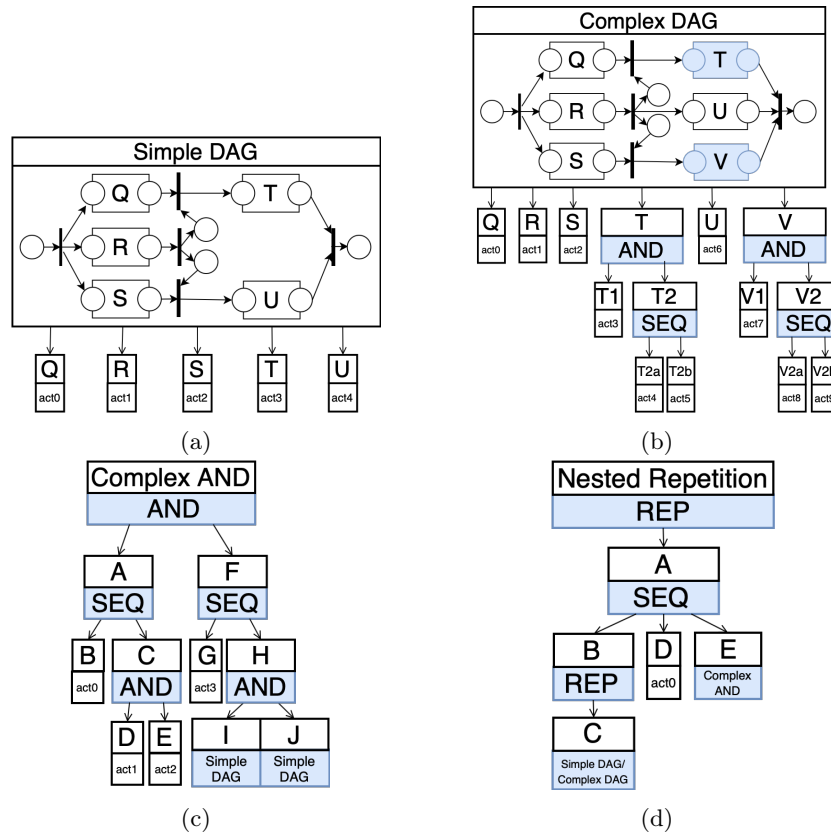 Simple DAG
Q
T
R
S
U
Q R S T U
act0 act1 act2 act3 act4
(a)
Complex DAG
Q
T
R
U
S
V
Q R S T U V
act0 act1 act2 AND act6 AND
T1 T2 V1 V2
act3 SEQ act7 SEQ
T2a T2b V2a
act4 act5 act8
(b)
Complex AND
AND
A F
SEQ SEQ
B C G H
act0 AND act3 AND
D E I J
act1 act2 Simple Simple
DAG DAG
(c)
Nested Repetition
REP
A
SEQ
B D E
REP act0 Complex
AND
C
Simple DAG/
Complex DAG
(d)